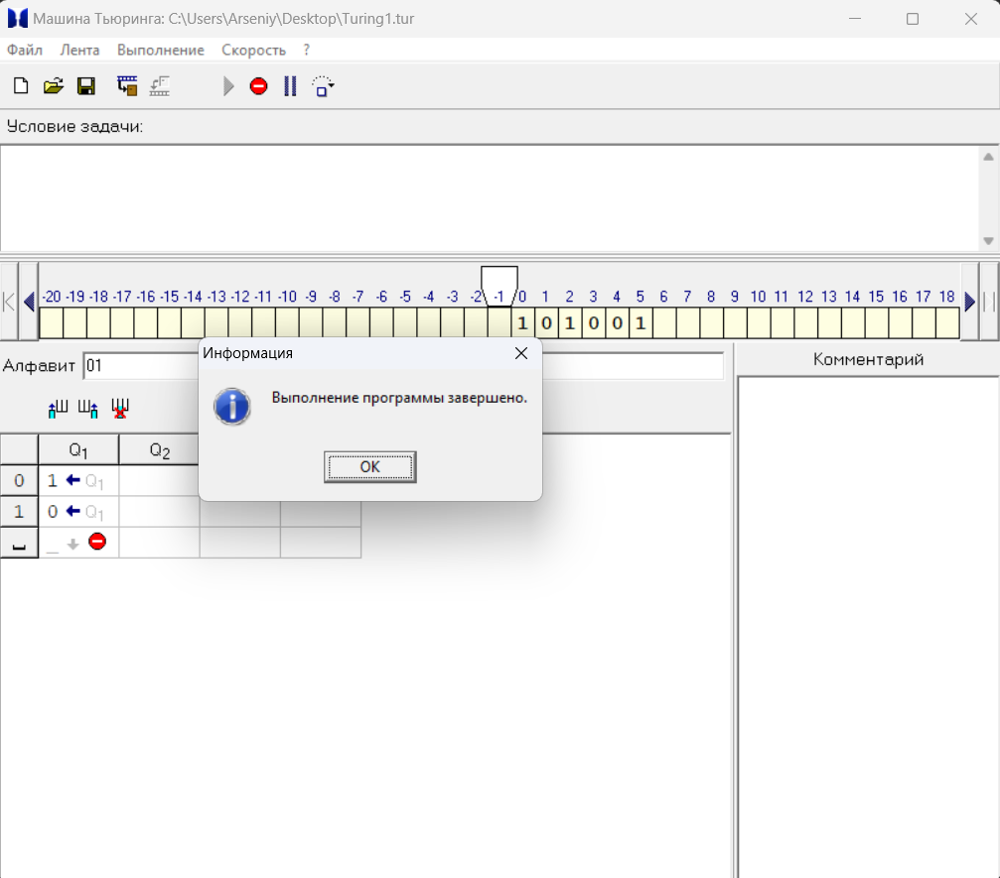 Машина Тьюринга: C:\Users\Arseniy\Desktop\Turing1.tur
Файл Лента Выполнение Скорость ?
Условие задачи:
-20 -19 -18 -17 -16 -15 -14 -13 -12 -11 -10 -9 -8 -7 -6 -5 -4 -3 -2 -1 0 1 2 3 4 5 6 7 8 9 10 11 12 13 14 15 16 17 18
1 0 1 0 0 1
Алфавит 01
Комментарий
Информация
Выполнение программы завершено.
OK
Q1 Q2
0 1 Q1
1 0 Q1
_